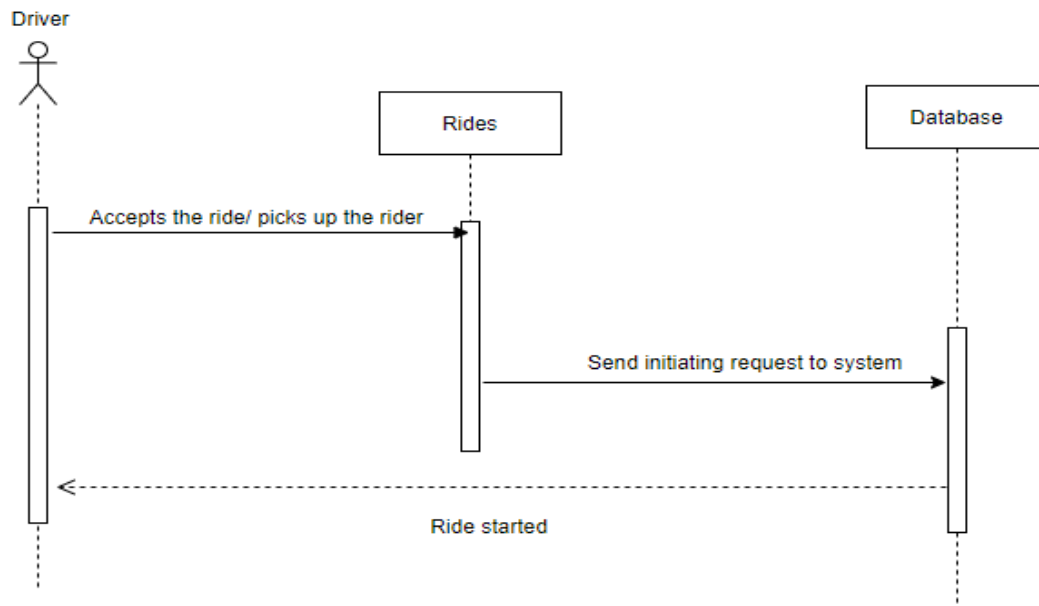 Driver
Rides
Database
Accepts the ride/ picks up the rider
Send initiating request to system
Ride started